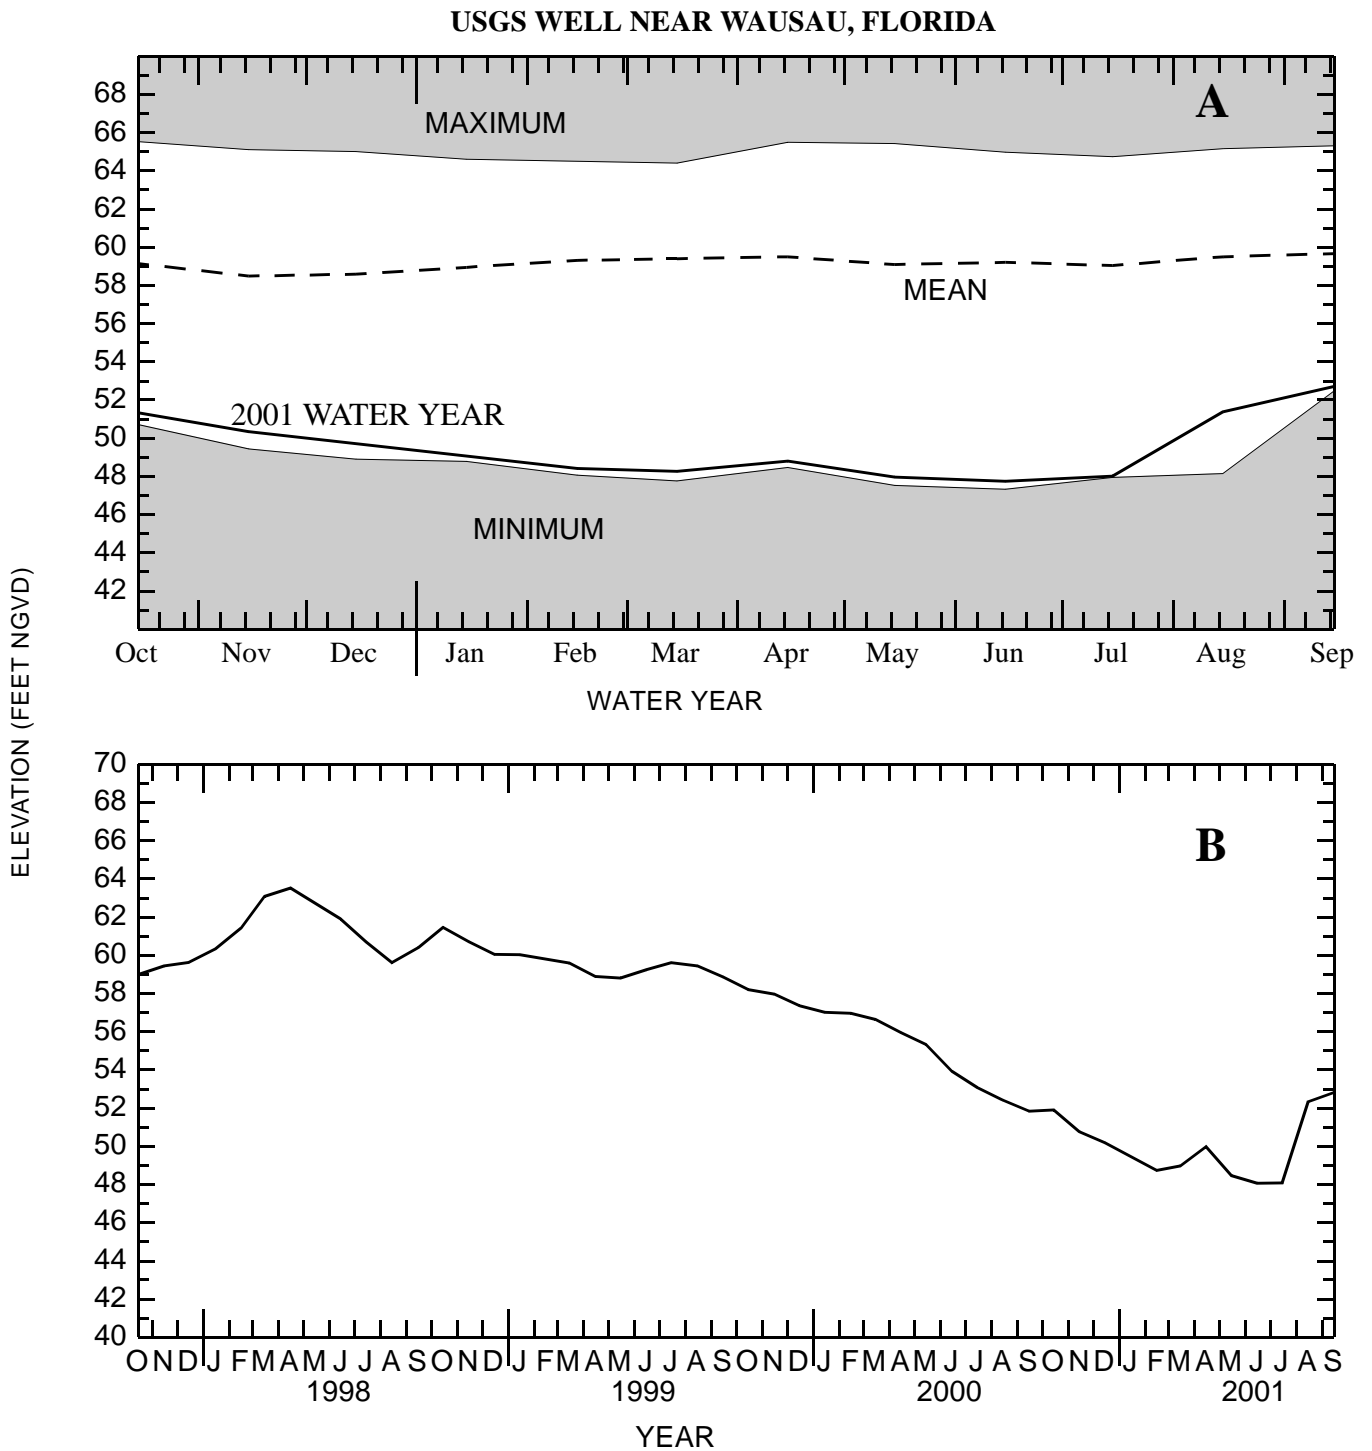 USGS WELL NEAR WAUSAU, FLORIDA
A
68
66
64
62
60
58
56
54
52
50
48
46
44
42
MAXIMUM
MEAN
2001 WATER YEAR
MINIMUM
Oct Nov Dec Jan Feb Mar Apr May Jun Jul Aug Sep
WATER YEAR
ELEVATION (FEET NGVD)
B
70
68
66
64
62
60
58
56
54
52
50
48
46
44
42
40
O N D J F M A M J J A S O N D J F M A M J J A S O N D J F M A M J J A S O N D J F M A M J J A S
1998 1999 2000 2001
YEAR